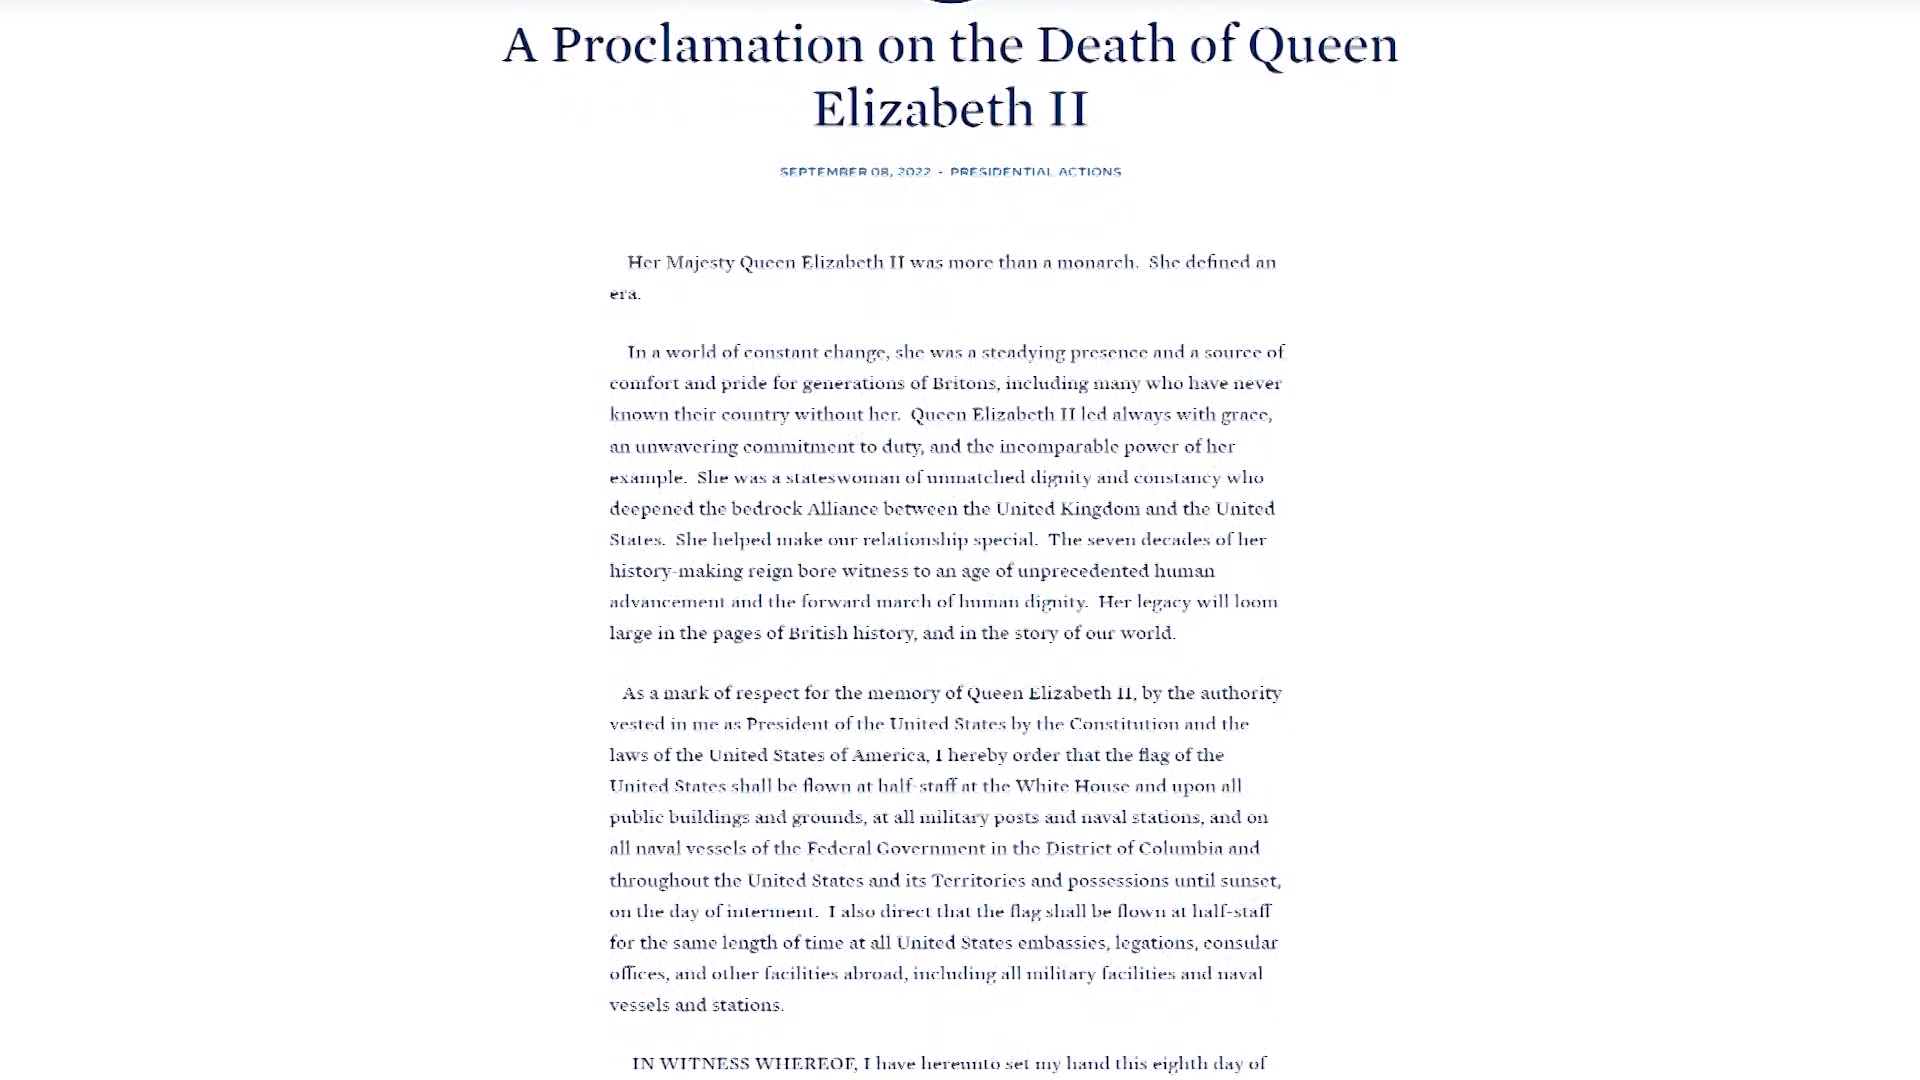 A Proclamation on the Death of Queen
Elizabeth II
SEPTEMBER 08, 2022 • PRESIDENTIAL ACTIONS
Her Majesty Queen Elizabeth II was more than a monarch.  She defined an
era.
In a world of constant change, she was a steadying presence and a source of
comfort and pride for generations of Britons, including many who have never
known their country without her.  Queen Elizabeth II led always with grace,
an unwavering commitment to duty, and the incomparable power of her
example.  She was a stateswoman of unmatched dignity and constancy who
deepened the bedrock Alliance between the United Kingdom and the United
States.  She helped make our relationship special.  The seven decades of her
history-making reign bore witness to an age of unprecedented human
advancement and the forward march of human dignity.  Her legacy will loom
large in the pages of British history, and in the story of our world.
As a mark of respect for the memory of Queen Elizabeth II, by the authority
vested in me as President of the United States by the Constitution and the
laws of the United States of America, I hereby order that the flag of the
United States shall be flown at half-staff at the White House and upon all
public buildings and grounds, at all military posts and naval stations, and on
all naval vessels of the Federal Government in the District of Columbia and
throughout the United States and its Territories and possessions until sunset,
on the day of interment.  I also direct that the flag shall be flown at half-staff
for the same length of time at all United States embassies, legations, consular
offices, and other facilities abroad, including all military facilities and naval
vessels and stations.
IN WITNESS WHEREOF, I have hereunto set my hand this eighth day of